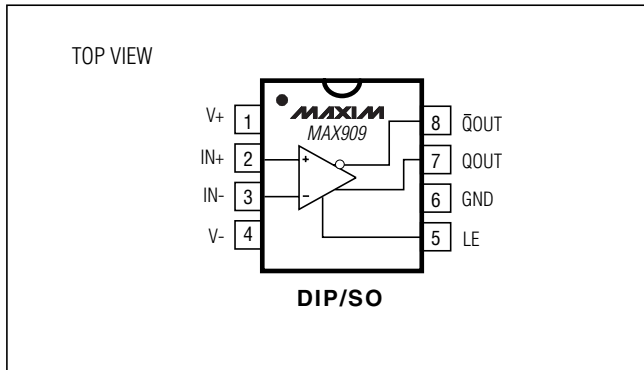 TOP VIEW
MAXIM
MAX909
V+ 1
IN+ 2
IN- 3
V- 4
8 Q̅OUT
7 QOUT
6 GND
5 LE
+
−
DIP/SO